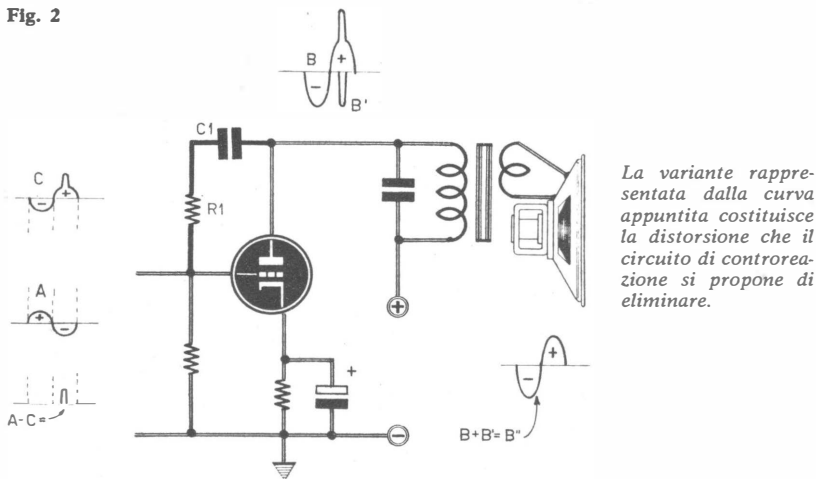 Fig. 2
B
+
−
B'
C1
R1
C
−
+
A
+
−
A-C=
+
+
−
+
−
B+B'= B"
La variante rappre-
sentata dalla curva
appuntita costituisce
la distorsione che il
circuito di controrea-
zione si propone di
eliminare.